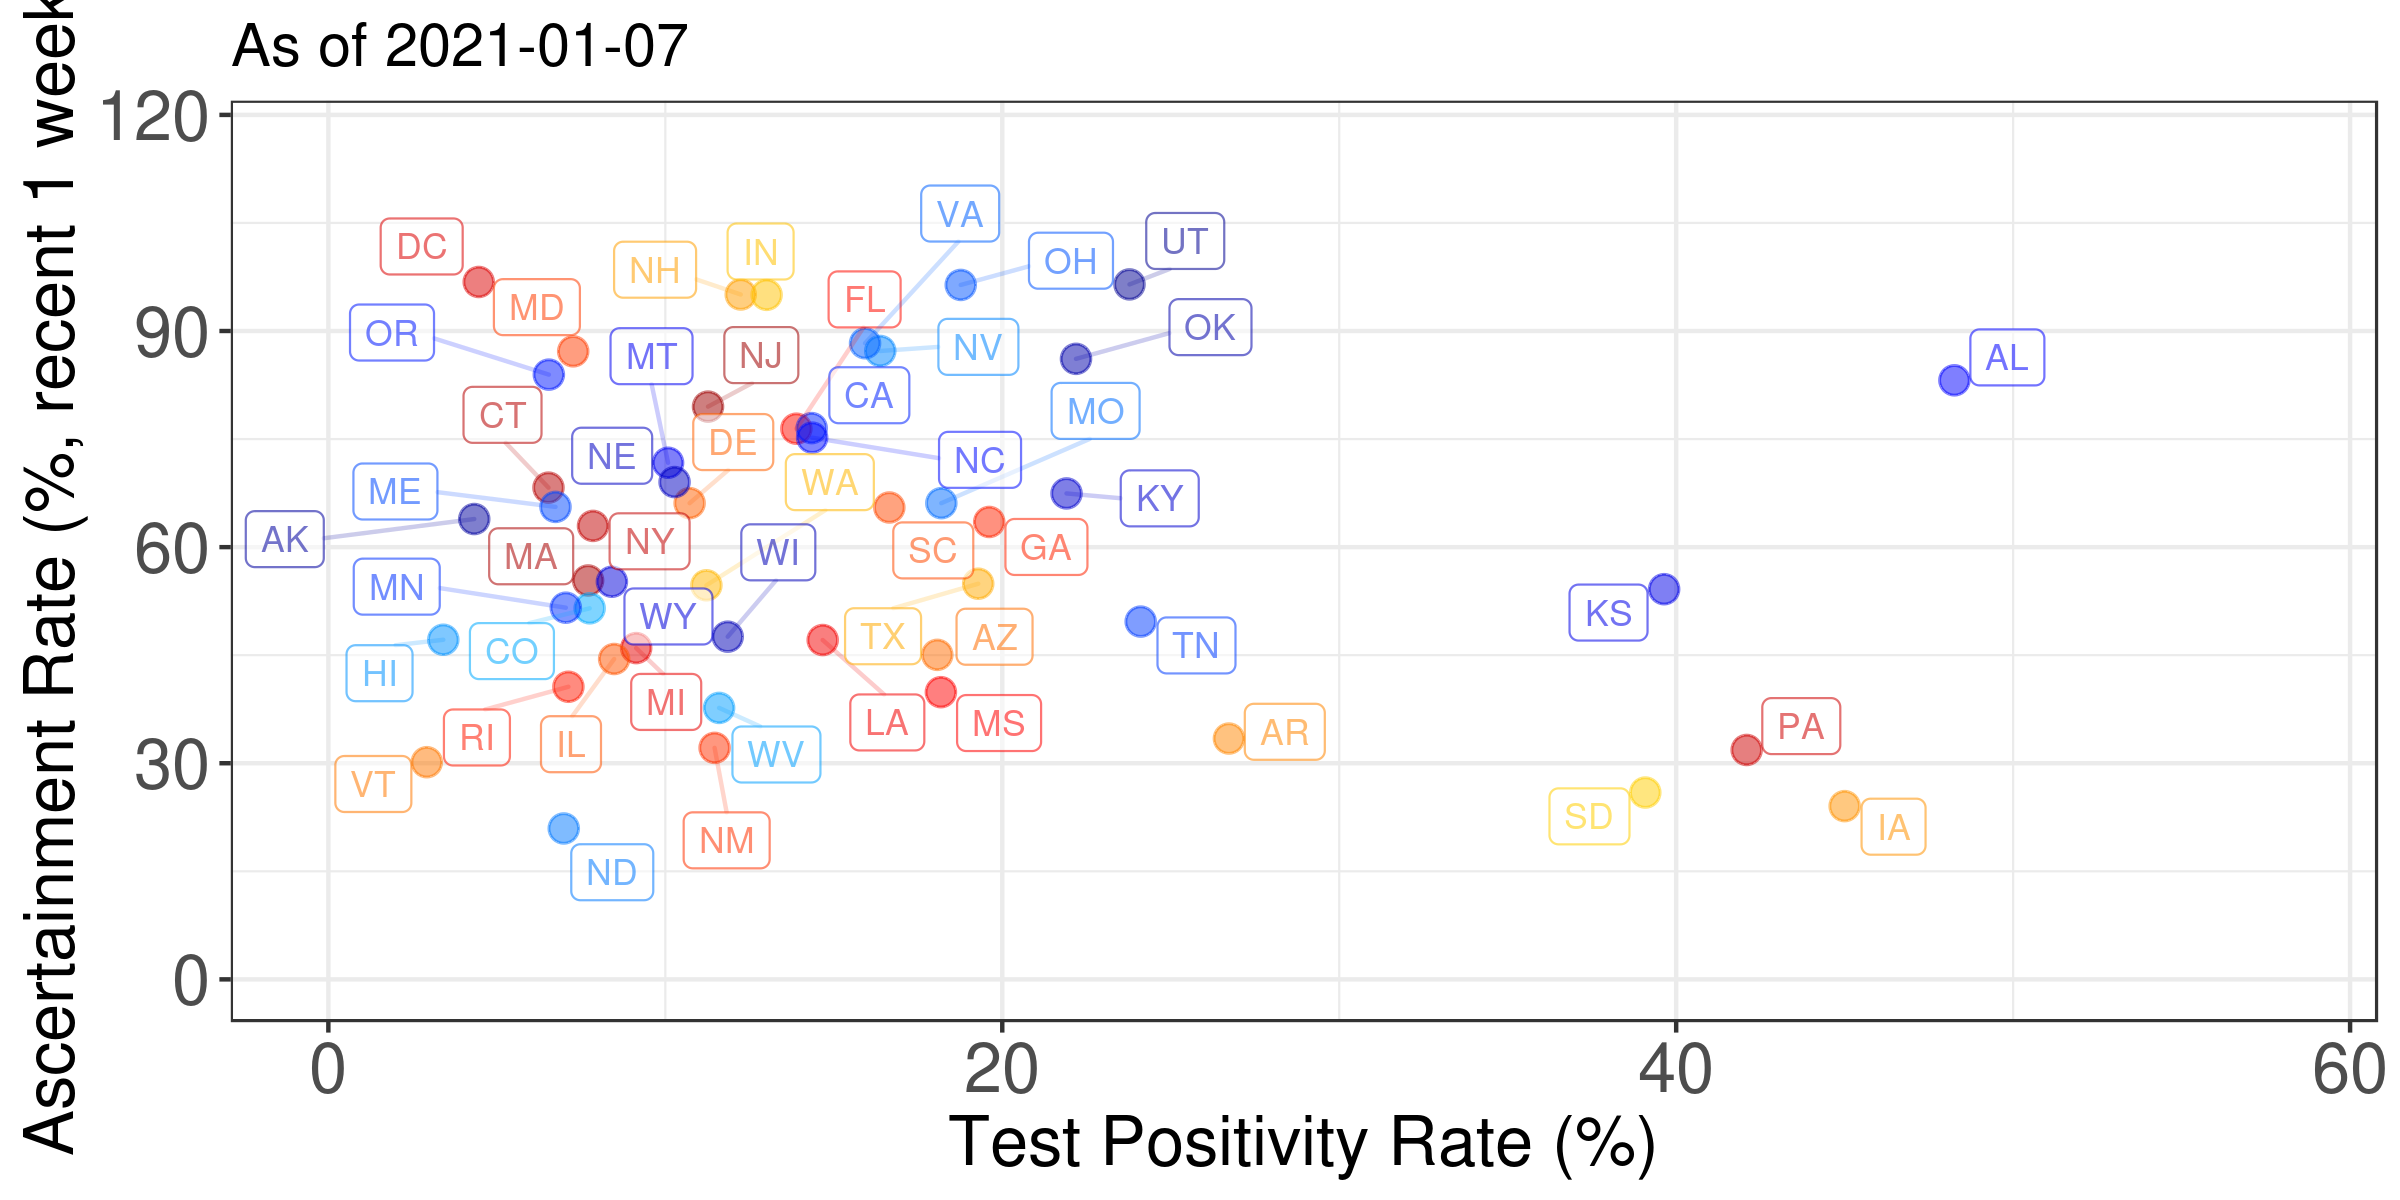 As of 2021-01-07
Ascertainment Rate (%, recent 1 week
120
90
60
30
0
VA
UT
DC
IN
OH
NH
FL
MD
OR
OK
NV
MT
NJ
AL
CA
MO
CT
DE
NE
NC
WA
ME
KY
AK
NY
WI
SC
GA
MA
MN
WY
KS
TX
AZ
TN
CO
HI
MI
LA
MS
PA
AR
RI
IL
WV
VT
SD
IA
NM
ND
0
20
40
60
Test Positivity Rate (%)